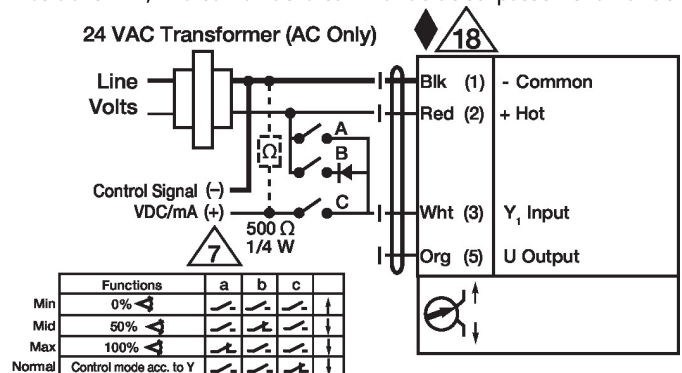 24 VAC Transformer (AC Only)
18
Line
Volts
Blk (1) - Common
Red (2) + Hot
A
B
C
Ω
Control Signal (-)
VDC/mA (+)
500 Ω
1/4 W
7
Wht (3) Y1 Input
Org (5) U Output
Functions a b c
Min 0%
Mid 50%
Max 100%
Normal Control mode acc. to Y